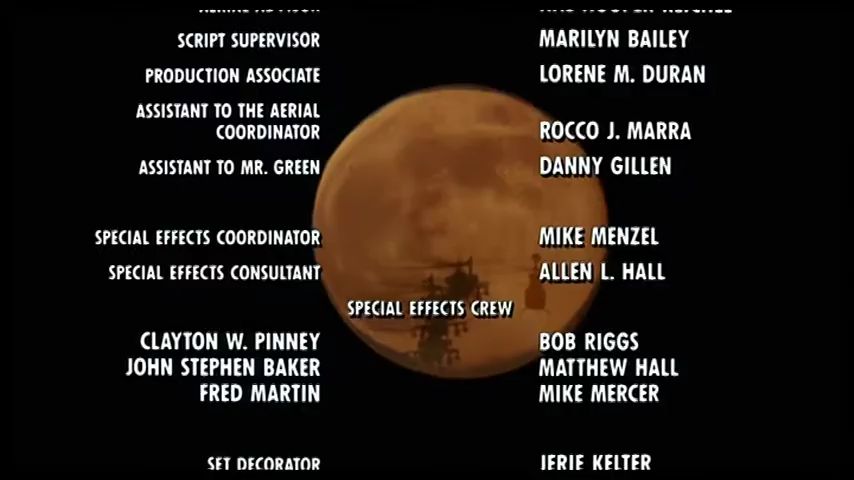 SCRIPT SUPERVISOR MARILYN BAILEY
PRODUCTION ASSOCIATE LORENE M. DURAN
ASSISTANT TO THE AERIAL
COORDINATOR ROCCO J. MARRA
ASSISTANT TO MR. GREEN DANNY GILLEN
SPECIAL EFFECTS COORDINATOR MIKE MENZEL
SPECIAL EFFECTS CONSULTANT ALLEN L. HALL
SPECIAL EFFECTS CREW
CLAYTON W. PINNEY BOB RIGGS
JOHN STEPHEN BAKER MATTHEW HALL
FRED MARTIN MIKE MERCER
SET DECORATOR JERIE KELTER